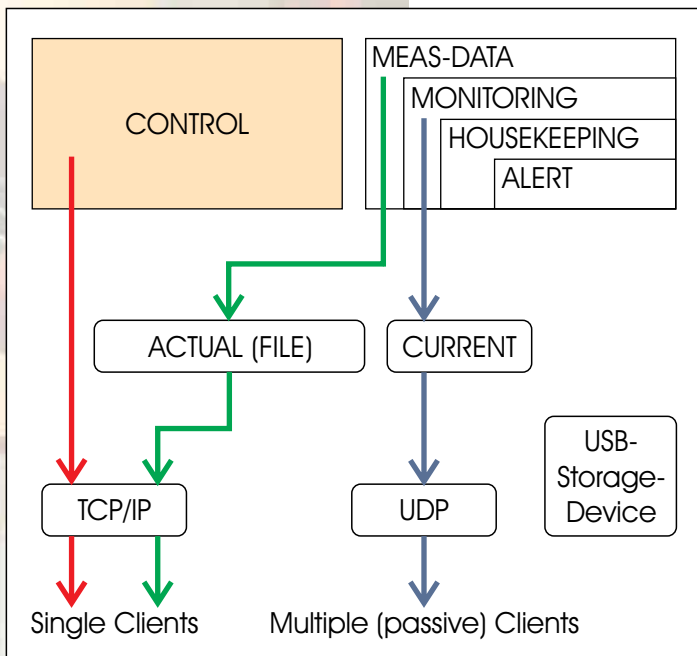 CONTROL
MEAS-DATA
MONITORING
HOUSEKEEPING
ALERT
ACTUAL (FILE)
CURRENT
USB-
Storage-
Device
TCP/IP
UDP
Single Clients
Multiple (passive) Clients